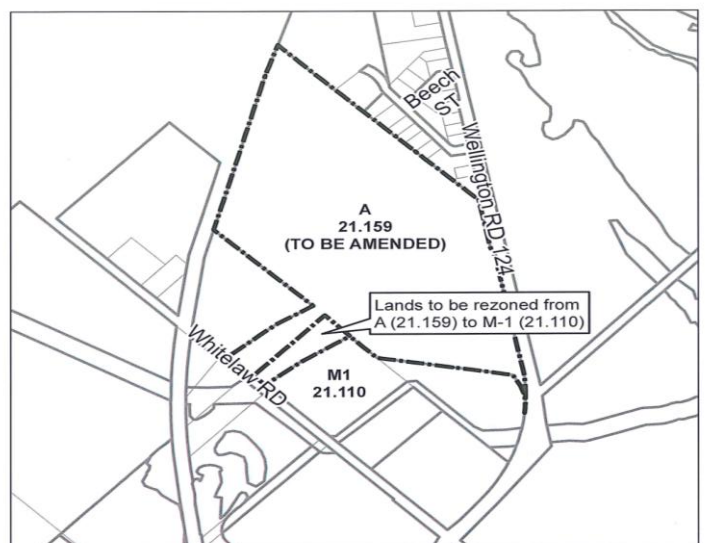 Beech
ST
Wellington RD 124
A
21.159
(TO BE AMENDED)
Lands to be rezoned from
A (21.159) to M-1 (21.110)
Whitelaw RD
M1
21.110